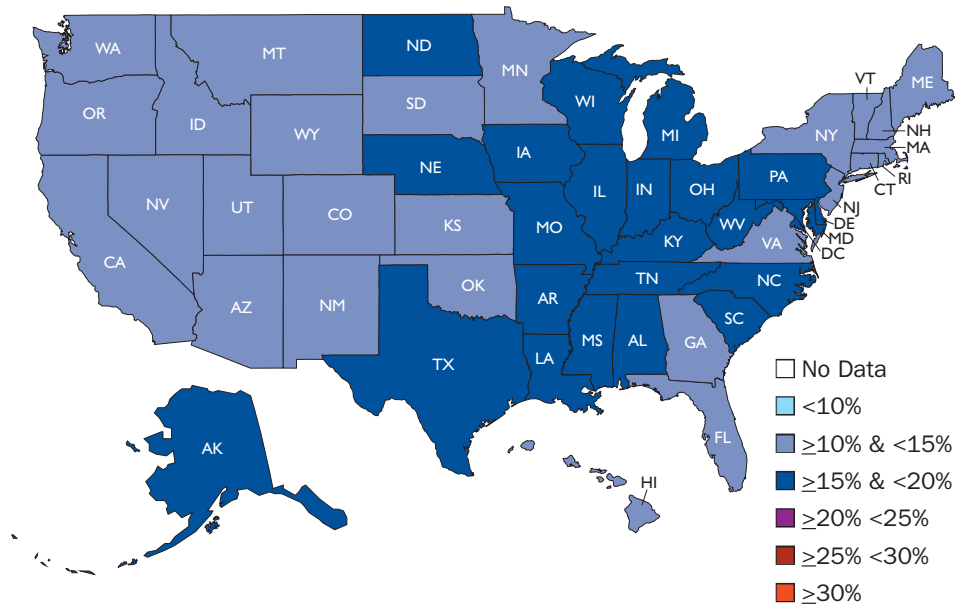 WA
MT
ND
MN
VT
ME
OR
ID
SD
WI
NY
NH
WY
MI
MA
IA
NE
PA
RI
CT
NV
UT
CO
IL
IN
OH
NJ
KS
MO
WV
DE
KY
VA
MD
DC
CA
TN
NC
AZ
NM
OK
AR
SC
MS
AL
GA
TX
LA
No Data
<10%
FL
≥10% & <15%
AK
HI
≥15% & <20%
≥20% <25%
≥25% <30%
≥30%